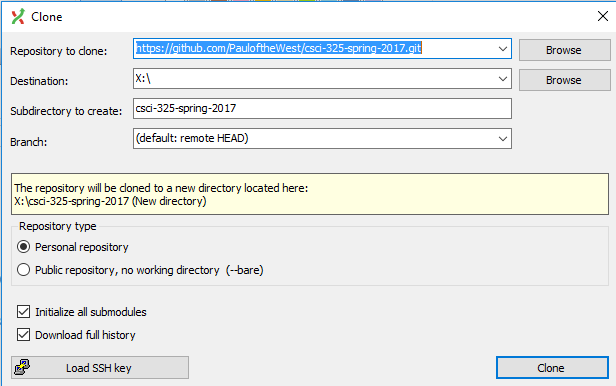 Clone
Repository to clone:
https://github.com/PauloftheWest/csci-325-spring-2017.git
Browse
Destination:
X:\
Browse
Subdirectory to create:
csci-325-spring-2017
Branch:
(default: remote HEAD)
The repository will be cloned to a new directory located here:
X:\csci-325-spring-2017 (New directory)
Repository type
Personal repository
Public repository, no working directory (--bare)
Initialize all submodules
Download full history
Load SSH key
Clone